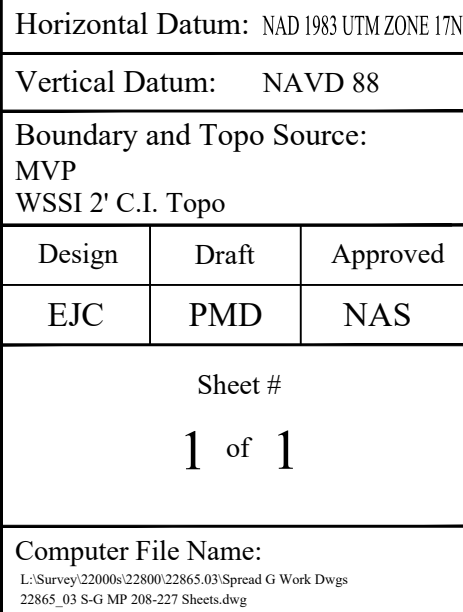 Horizontal Datum: NAD 1983 UTM ZONE 17N
Vertical Datum: NAVD 88
Boundary and Topo Source:
MVP
WSSI 2' C.I. Topo
Design Draft Approved
EJC PMD NAS
Sheet #
1 of 1
Computer File Name:
L:\Survey\22000s\22800\22865.03\Spread G Work Dwgs
22865_03 S-G MP 208-227 Sheets.dwg